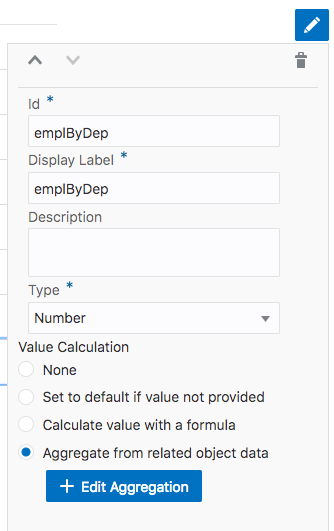 Id *
emplByDep
Display Label *
emplByDep
Description
Type *
Number
Value Calculation
None
Set to default if value not provided
Calculate value with a formula
Aggregate from related object data
+ Edit Aggregation